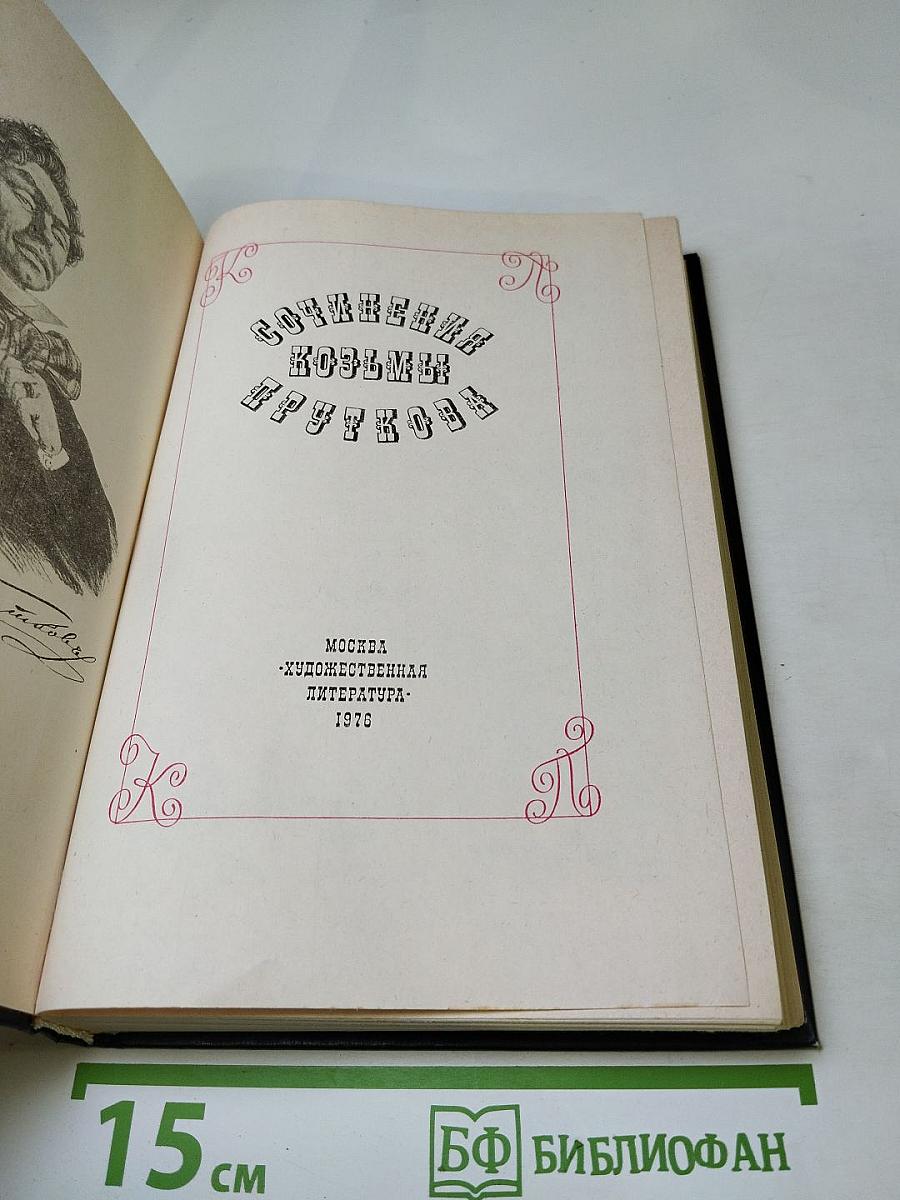 К П
СОЧИНЕНИЯ
КОЗЬМЫ
ПРУТКОВА
МОСКВА
«ХУДОЖЕСТВЕННАЯ
ЛИТЕРАТУРА»
1976
К П
15 см
БФ БИБЛИОФАН